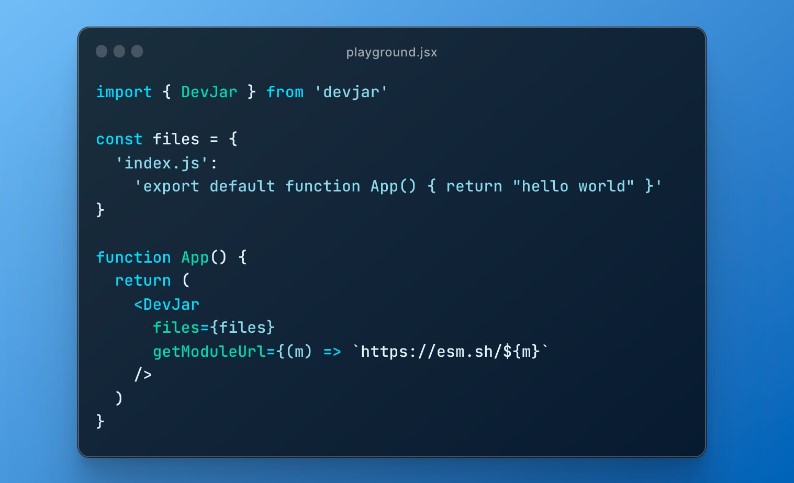 playground.jsx
import { DevJar } from 'devjar'
const files = {
'index.js':
'export default function App() { return "hello world" }'
}
function App() {
return (
<DevJar
files={files}
getModuleUrl={(m) => `https://esm.sh/${m}`
/>
)
}